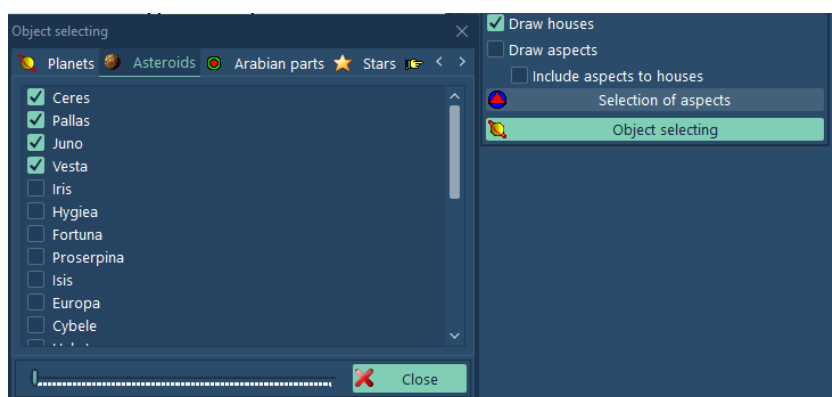 Object selecting
Planets Asteroids Arabian parts Stars
Ceres
Pallas
Juno
Vesta
Iris
Hygiea
Fortuna
Proserpina
Isis
Europa
Cybele
Close
Draw houses
Draw aspects
Include aspects to houses
Selection of aspects
Object selecting